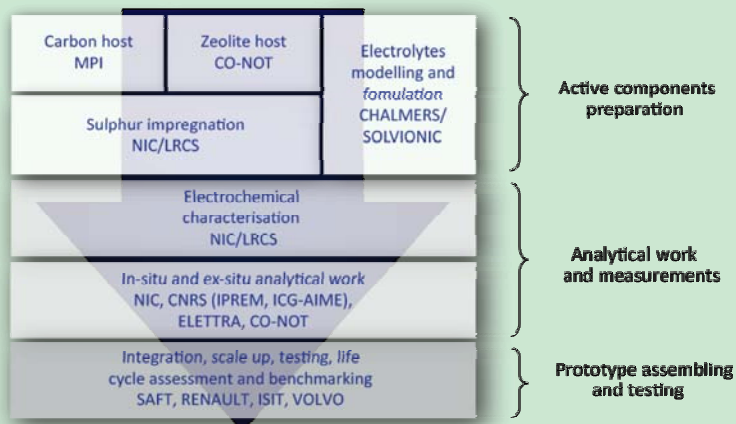 Carbon host
MPI
Zeolite host
CO-NOT
Electrolytes
modelling and
fomulation
CHALMERS/
SOLVIONIC
Sulphur impregnation
NIC/LRCS
Active components
preparation
Electrochemical
characterisation
NIC/LRCS
In-situ and ex-situ analytical work
NIC, CNRS (IPREM, ICG-AIME),
ELETTRA, CO-NOT
Analytical work
and measurements
Integration, scale up, testing, life
cycle assessment and benchmarking
SAFT, RENAULT, ISIT, VOLVO
Prototype assembling
and testing